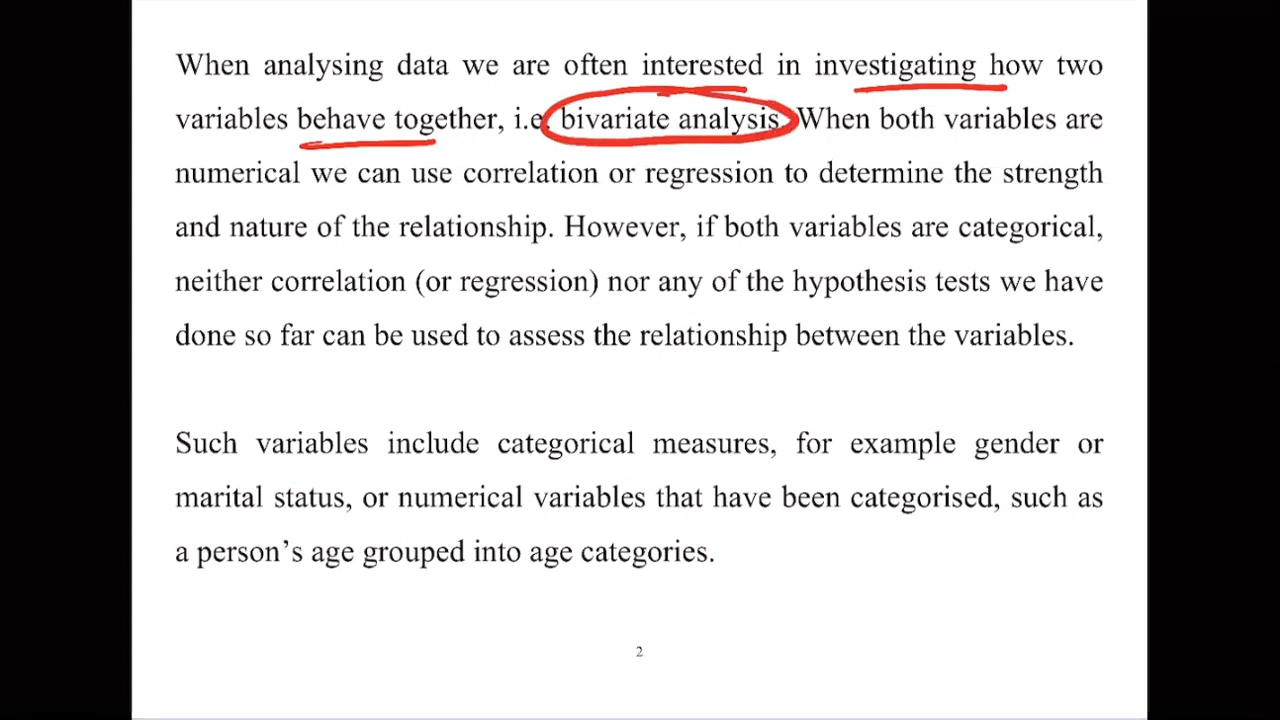 When analysing data we are often interested in investigating how two
variables behave together, i.e. bivariate analysis. When both variables are
numerical we can use correlation or regression to determine the strength
and nature of the relationship. However, if both variables are categorical,
neither correlation (or regression) nor any of the hypothesis tests we have
done so far can be used to assess the relationship between the variables.
Such variables include categorical measures, for example gender or
marital status, or numerical variables that have been categorised, such as
a person’s age grouped into age categories.
2